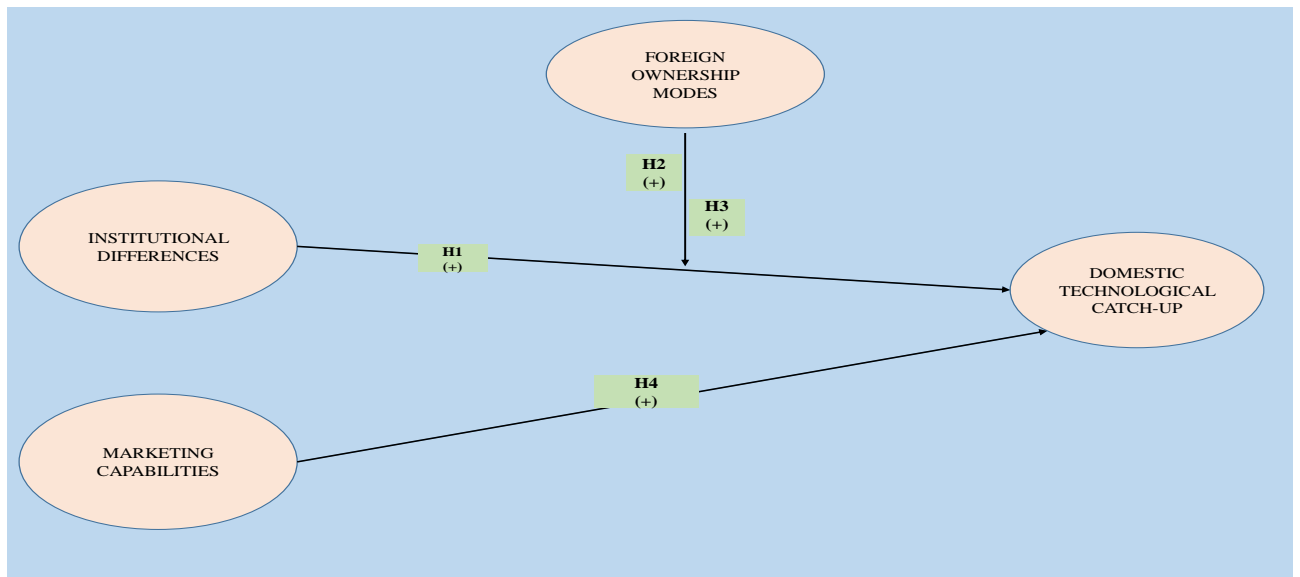 FOREIGN
OWNERSHIP
MODES
H2
(+)
H3
(+)
INSTITUTIONAL
DIFFERENCES
H1
(+)
DOMESTIC
TECHNOLOGICAL
CATCH-UP
H4
(+)
MARKETING
CAPABILITIES